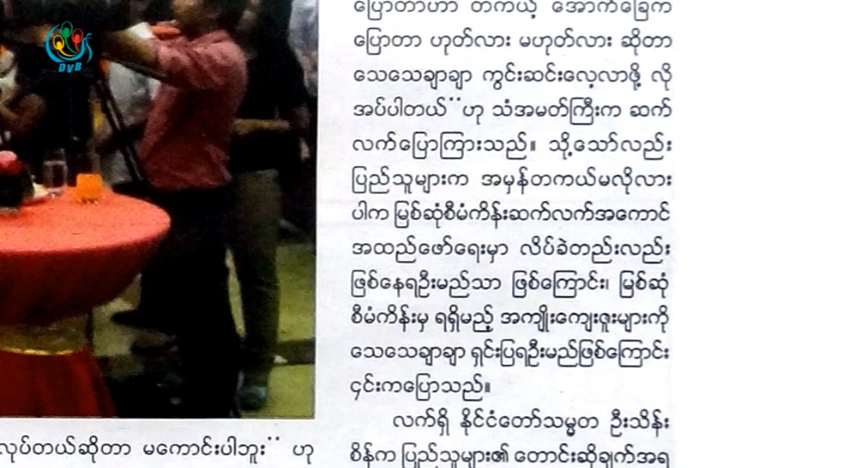 DVB
ပြောတာဟာ တကယ့် အောက်ခြေက
ပြောတာ ဟုတ်လား မဟုတ်လား ဆိုတာ
သေသေချာချာ ကွင်းဆင်းလေ့လာဖို့ လို
အပ်ပါတယ်''ဟု သံအမတ်ကြီးက ဆက်
လက်ပြောကြားသည်။ သို့သော်လည်း
ပြည်သူများက အမှန်တကယ်မလိုလား
ပါက မြစ်ဆုံစီမံကိန်းဆက်လက်အကောင်
အထည်ဖော်ရေးမှာ လိပ်ခဲတည်းလည်း
ဖြစ်နေရဦးမည်သာ ဖြစ်ကြောင်း၊ မြစ်ဆုံ
စီမံကိန်းမှ ရရှိမည့် အကျိုးကျေးဇူးများကို
သေသေချာချာ ရှင်းပြရဦးမည်ဖြစ်ကြောင်း
၄င်းကပြောသည်။
လက်ရှိ နိုင်ငံတော်သမ္မတ ဦးသိန်း
စိန်က ပြည်သူများ၏ တောင်းဆိုချက်အရ
လုပ်တယ်ဆိုတာ မကောင်းပါဘူး'' ဟု